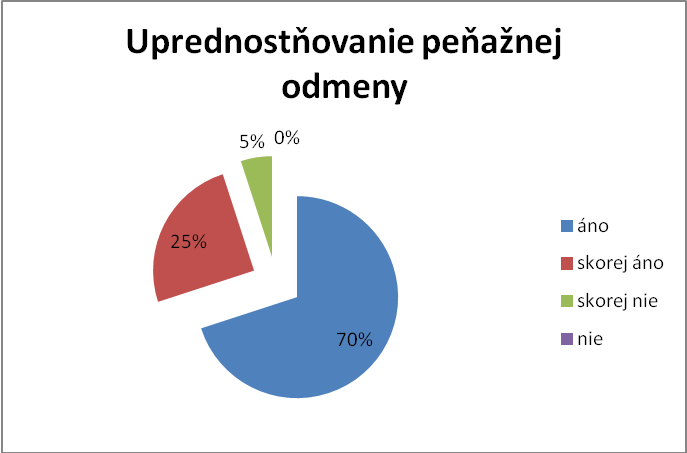 Uprednostňovanie peňažnej
odmeny
5%
0%
25%
70%
áno
skorej áno
skorej nie
nie